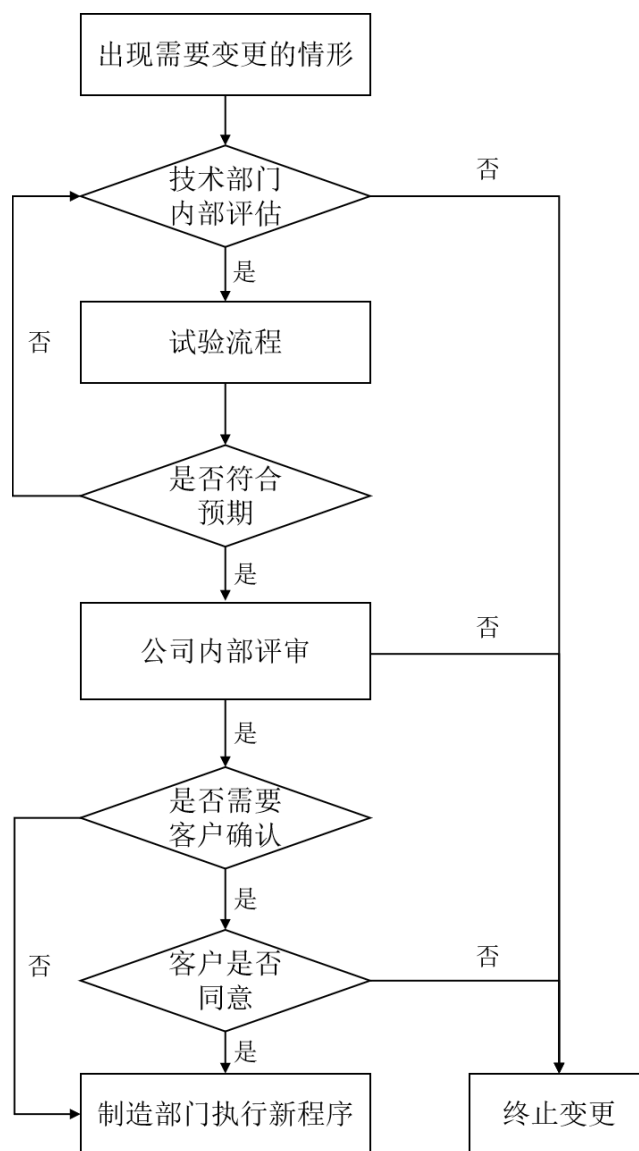 出现需要变更的情形
技术部门
内部评估
否
是
试验流程
否
是否符合
预期
是
公司内部评审
否
是
是否需要
客户确认
是
否
客户是否
同意
否
是
制造部门执行新程序
终止变更